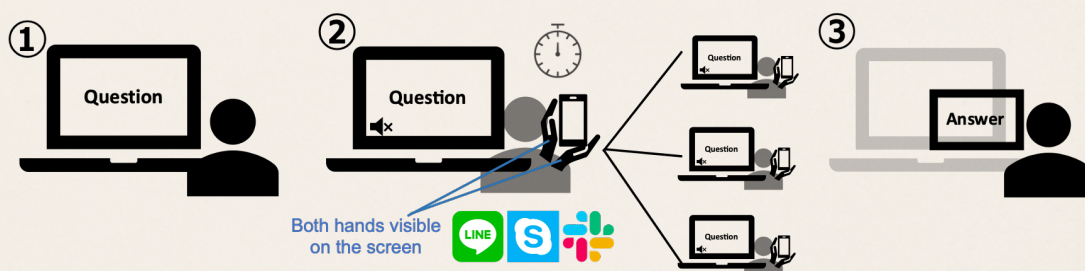 ①
Question
②
Question
Both hands visible
on the screen
LINE
S
Question
Question
Question
③
Answer